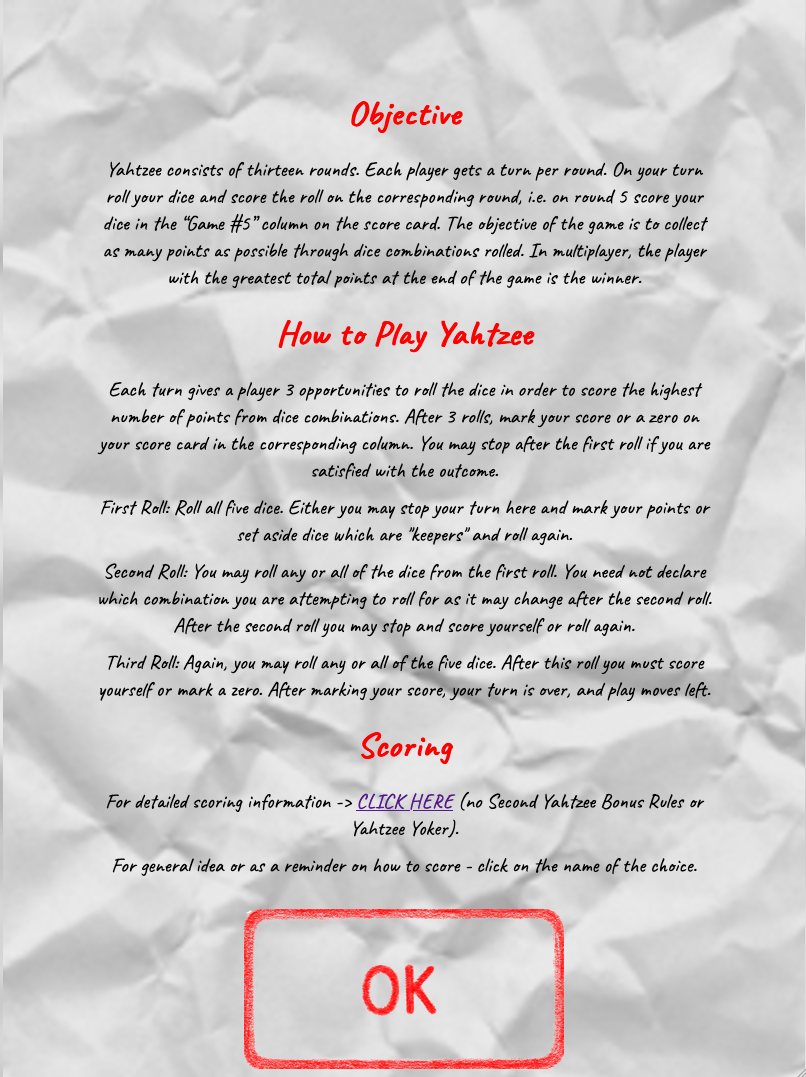 Objective
Yahtzee consists of thirteen rounds. Each player gets a turn per round. On your turn
roll your dice and score the roll on the corresponding round, i.e. on round 5 score your
dice in the “Game #5” column on the score card. The objective of the game is to collect
as many points as possible through dice combinations rolled. In multiplayer, the player
with the greatest total points at the end of the game is the winner.
How to Play Yahtzee
Each turn gives a player 3 opportunities to roll the dice in order to score the highest
number of points from dice combinations. After 3 rolls, mark your score or a zero on
your score card in the corresponding column. You may stop after the first roll if you are
satisfied with the outcome.
First Roll: Roll all five dice. Either you may stop your turn here and mark your points or
set aside dice which are "keepers" and roll again.
Second Roll: You may roll any or all of the dice from the first roll. You need not declare
which combination you are attempting to roll for as it may change after the second roll.
After the second roll you may stop and score yourself or roll again.
Third Roll: Again, you may roll any or all of the five dice. After this roll you must score
yourself or mark a zero. After marking your score, your turn is over, and play moves left.
Scoring
For detailed scoring information -> CLICK HERE (no Second Yahtzee Bonus Rules or
Yahtzee Yoker).
For general idea or as a reminder on how to score - click on the name of the choice.
OK